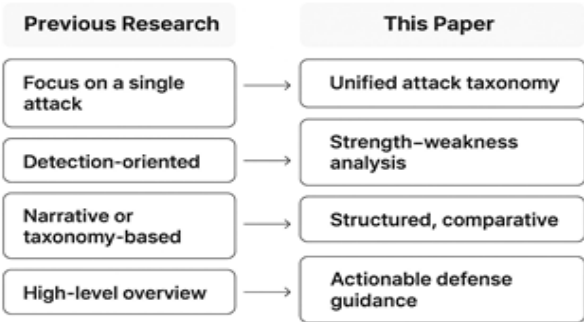 Previous Research
This Paper
Focus on a single
attack
Unified attack taxonomy
Detection-oriented
Strength–weakness
analysis
Narrative or
taxonomy-based
Structured, comparative
High-level overview
Actionable defense
guidance